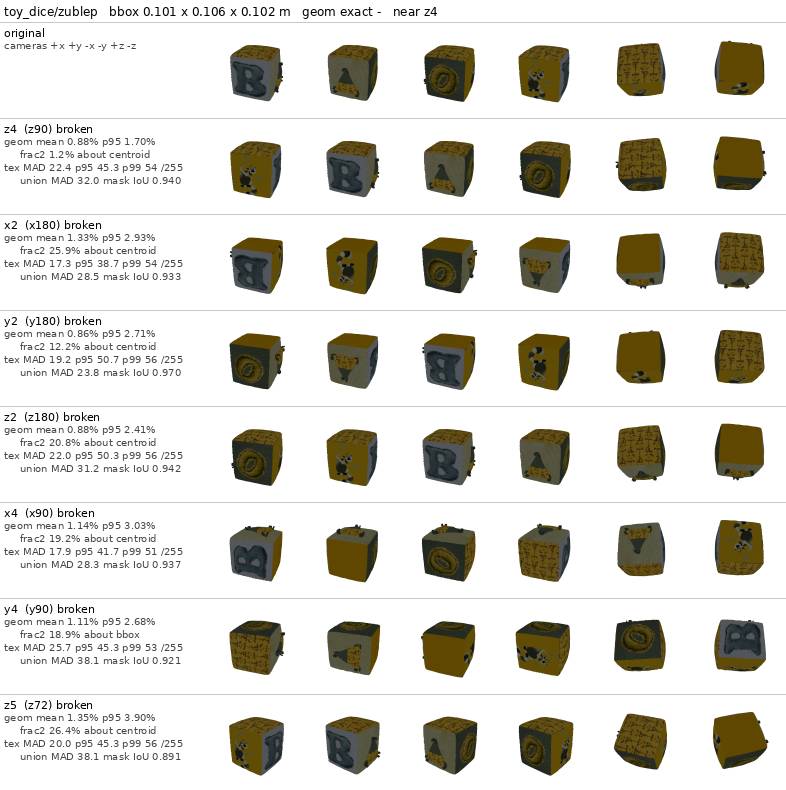 toy_dice/zublep   bbox 0.101 x 0.106 x 0.102 m   geom exact -   near z4
original
cameras +x +y -x -y +z -z
B
O
z4  (z90) broken
geom mean 0.88% p95 1.70%
frac2 1.2% about centroid
tex MAD 22.4 p95 45.3 p99 54 /255
union MAD 32.0 mask IoU 0.940
B
O
x2  (x180) broken
geom mean 1.33% p95 2.93%
frac2 25.9% about centroid
tex MAD 17.3 p95 38.7 p99 54 /255
union MAD 28.5 mask IoU 0.933
B
O
y2  (y180) broken
geom mean 0.86% p95 2.71%
frac2 12.2% about centroid
tex MAD 19.2 p95 50.7 p99 56 /255
union MAD 23.8 mask IoU 0.970
O
B
z2  (z180) broken
geom mean 0.88% p95 2.41%
frac2 20.8% about centroid
tex MAD 22.0 p95 50.3 p99 56 /255
union MAD 31.2 mask IoU 0.942
O
B
x4  (x90) broken
geom mean 1.14% p95 3.03%
frac2 19.2% about centroid
tex MAD 17.9 p95 41.7 p99 51 /255
union MAD 28.3 mask IoU 0.937
B
O
y4  (y90) broken
geom mean 1.11% p95 2.68%
frac2 18.9% about bbox
tex MAD 25.7 p95 45.3 p99 53 /255
union MAD 38.1 mask IoU 0.921
O
B
z5  (z72) broken
geom mean 1.35% p95 3.90%
frac2 26.4% about centroid
tex MAD 20.0 p95 45.3 p99 56 /255
union MAD 38.1 mask IoU 0.891
B
B
O